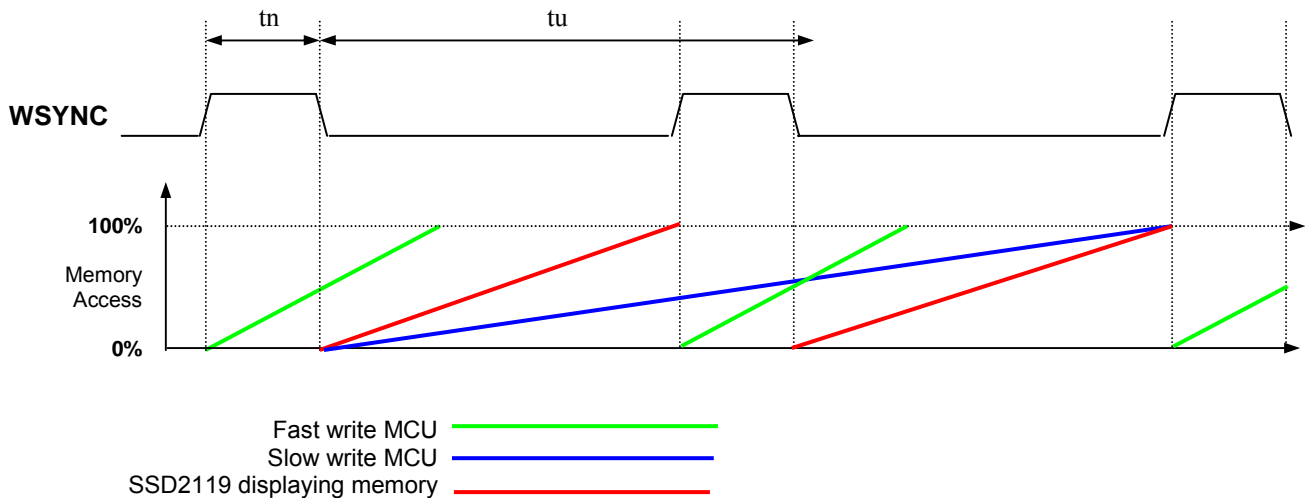 tn tu
WSYNC
100%
Memory
Access
0%
Fast write MCU
Slow write MCU
SSD2119 displaying memory